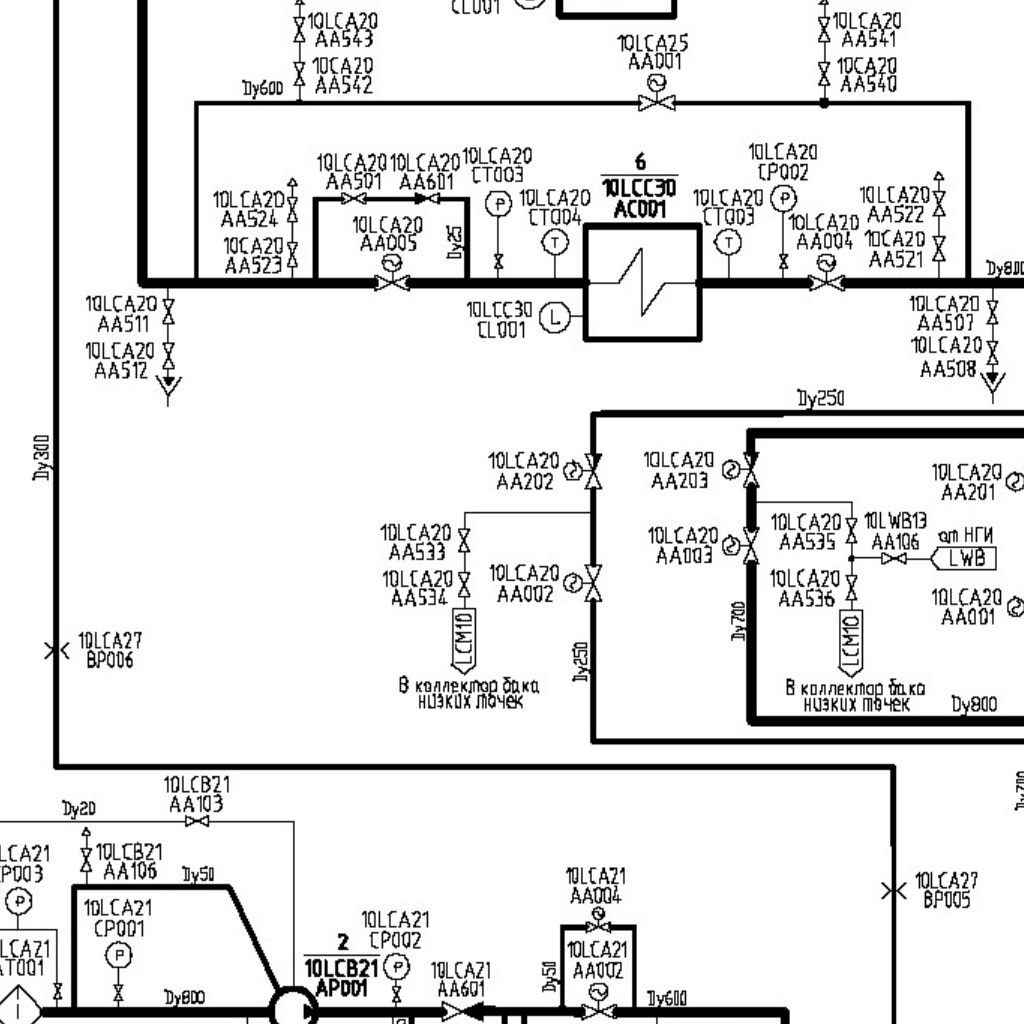 CL001
10LCA20
AA543
10CA20
AA542
10LCA20
AA541
10CA20
AA540
10LCA25
AA001
Dy600
10LCA20
AA501
10LCA20
AA601
10LCA20
CT003
6
10LCC30
AC001
10LCA20
CP002
10LCA20
AA524
10CA20
AA523
10LCA20
AA005
Dy25
P
10LCA20
CT004
T
10LCA20
CT003
T
P
10LCA20
AA004
10LCA20
AA522
10CA20
AA521
Dy800
10LCA20
AA511
10LCA20
AA512
10LCC30
CL001
L
10LCA20
AA507
10LCA20
AA508
Dy250
Dy300
10LCA20
AA202
10LCA20
AA203
10LCA20
AA201
10LCA20
AA533
10LCA20
AA534
10LCA20
AA002
10LCA20
AA003
10LCA20
AA535
10LWB13
AA106
от НГИ
LWB
10LCA20
AA536
10LCA20
AA001
LCM10
В коллектор бака
низких точек
Dy250
Dy700
LCM10
В коллектор бака
низких точек
Dy800
10LCA27
BP006
Dy700
10LCB21
AA103
Dy20
LCA21
CP003
P
10LCB21
AA106
Dy50
10LCA21
CP001
P
LCA21
AT001
Dy800
2
10LCB21
AP001
10LCA21
CP002
P
10LCA21
AA601
10LCA21
AA004
Dy50
10LCA21
AA002
Dy600
10LCA27
BP005